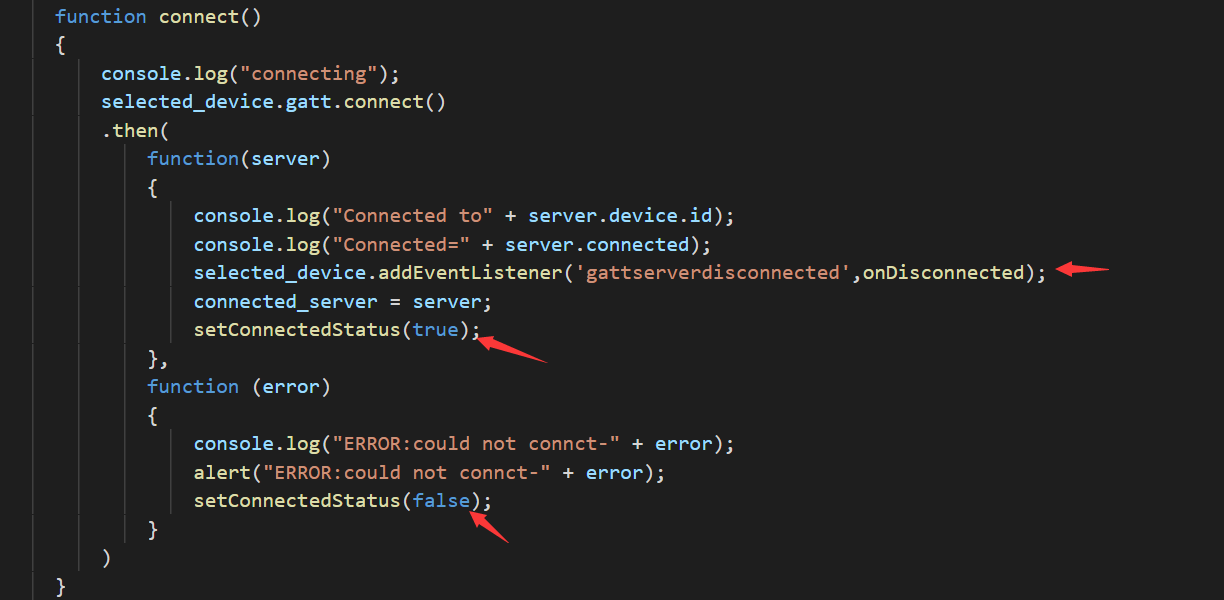 function connect()
{
console.log("connecting");
selected_device.gatt.connect()
.then(
function(server)
{
console.log("Connected to" + server.device.id);
console.log("Connected=" + server.connected);
selected_device.addEventListener('gattserverdisconnected',onDisconnected);
connected_server = server;
setConnectedStatus(true);
},
function (error)
{
console.log("ERROR:could not connct-" + error);
alert("ERROR:could not connct-" + error);
setConnectedStatus(false);
}
)
}